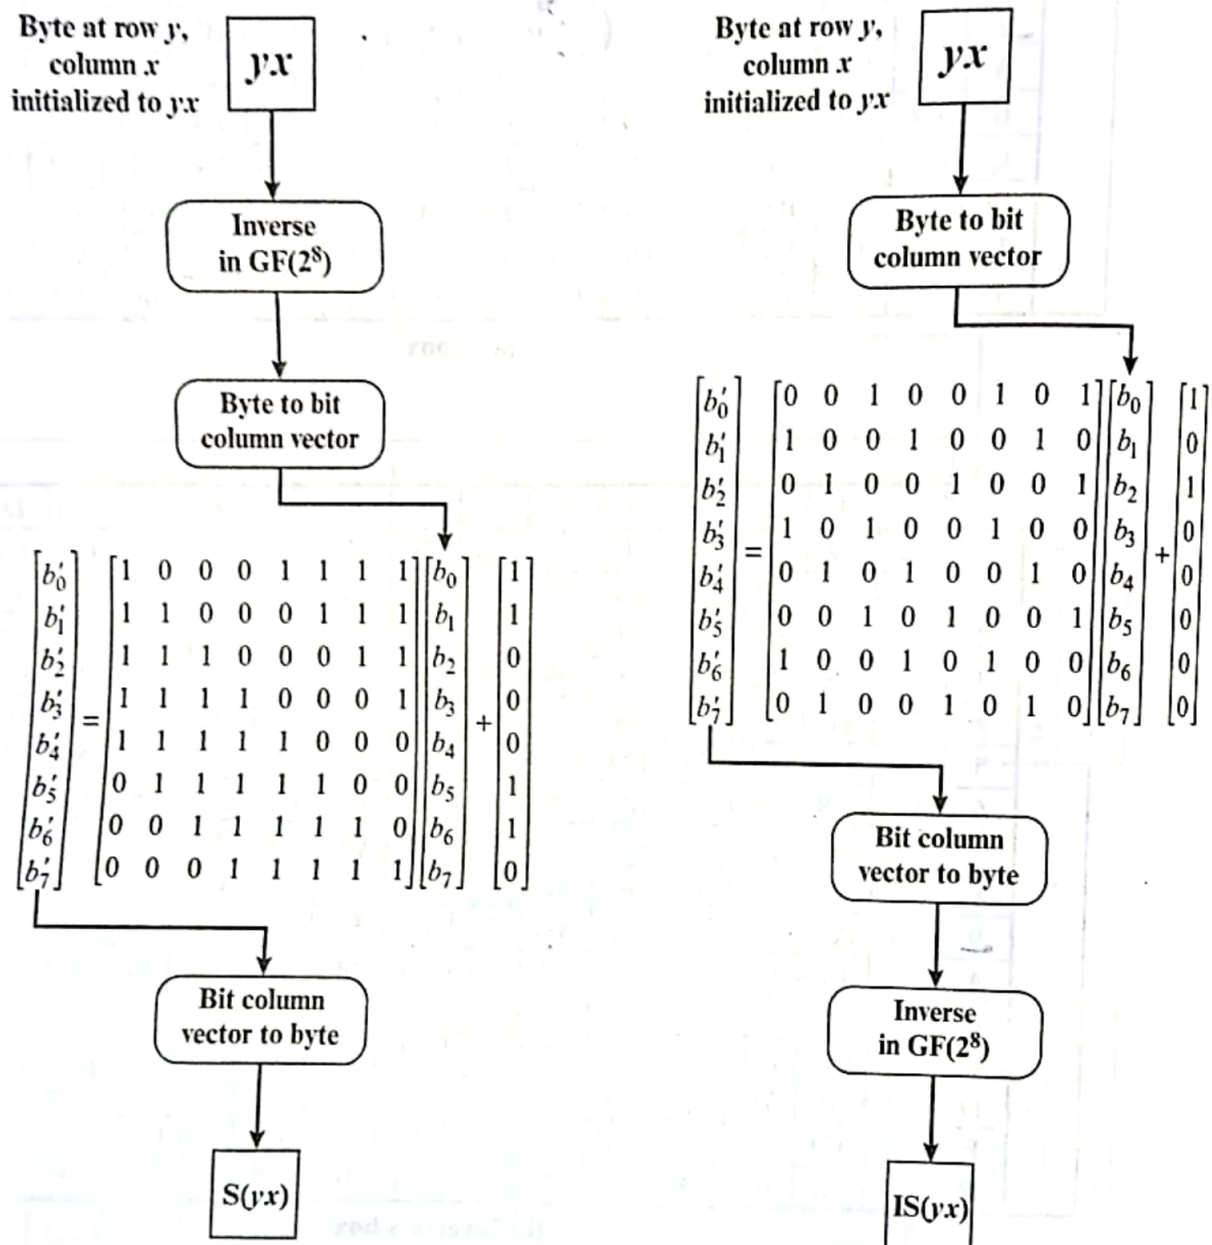 Byte at row y,
column x
initialized to yx
yx
Inverse
in GF(2⁸)
Byte to bit
column vector
b′₀ 1 0 0 0 1 1 1 1 b₀ 1
b′₁ 1 1 0 0 0 1 1 1 b₁ 1
b′₂ 1 1 1 0 0 0 1 1 b₂ 0
b′₃ = 1 1 1 1 0 0 0 1 b₃ + 0
b′₄ 1 1 1 1 1 0 0 0 b₄ 0
b′₅ 0 1 1 1 1 1 0 0 b₅ 1
b′₆ 0 0 1 1 1 1 1 0 b₆ 1
b′₇ 0 0 0 1 1 1 1 1 b₇ 0
Bit column
vector to byte
S(yx)
Byte at row y,
column x
initialized to yx
yx
Byte to bit
column vector
b′₀ 0 0 1 0 0 1 0 1 b₀ 1
b′₁ 1 0 0 1 0 0 1 0 b₁ 0
b′₂ 0 1 0 0 1 0 0 1 b₂ 1
b′₃ = 1 0 1 0 0 1 0 0 b₃ + 0
b′₄ 0 1 0 1 0 0 1 0 b₄ 0
b′₅ 0 0 1 0 1 0 0 1 b₅ 0
b′₆ 1 0 0 1 0 1 0 0 b₆ 0
b′₇ 0 1 0 0 1 0 1 0 b₇ 0
Bit column
vector to byte
Inverse
in GF(2⁸)
IS(yx)